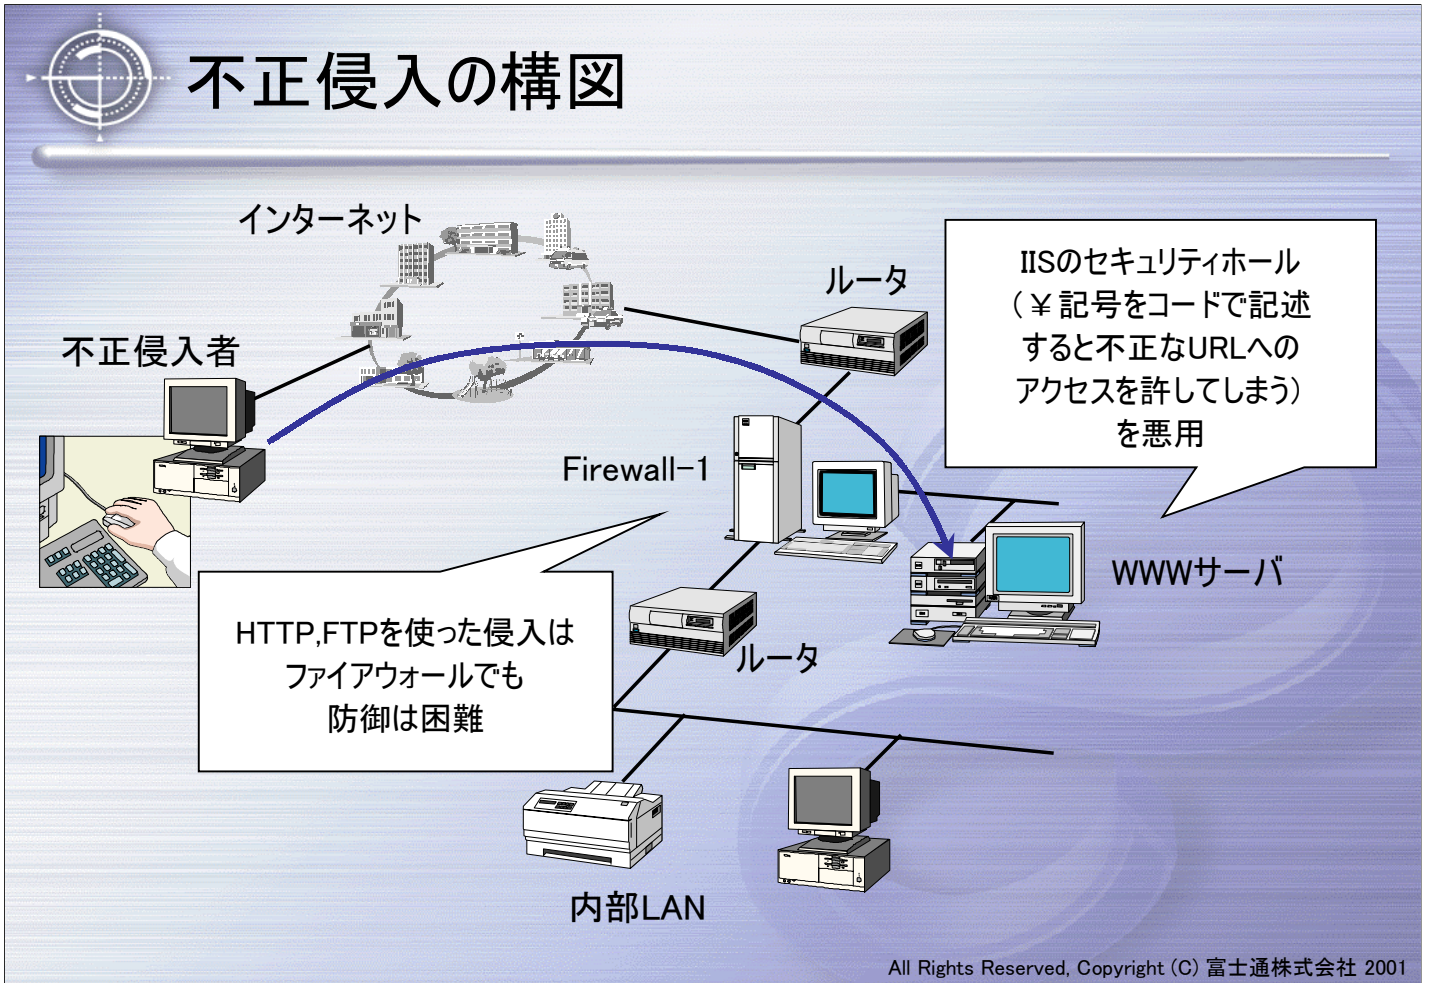 不正侵入の構図
インターネット
ルータ
IISのセキュリティホール
(￥記号をコードで記述
すると不正なURLへの
アクセスを許してしまう)
を悪用
不正侵入者
Firewall-1
WWWサーバ
HTTP,FTPを使った侵入は
ファイアウォールでも
防御は困難
ルータ
内部LAN
All Rights Reserved, Copyright (C) 富士通株式会社 2001